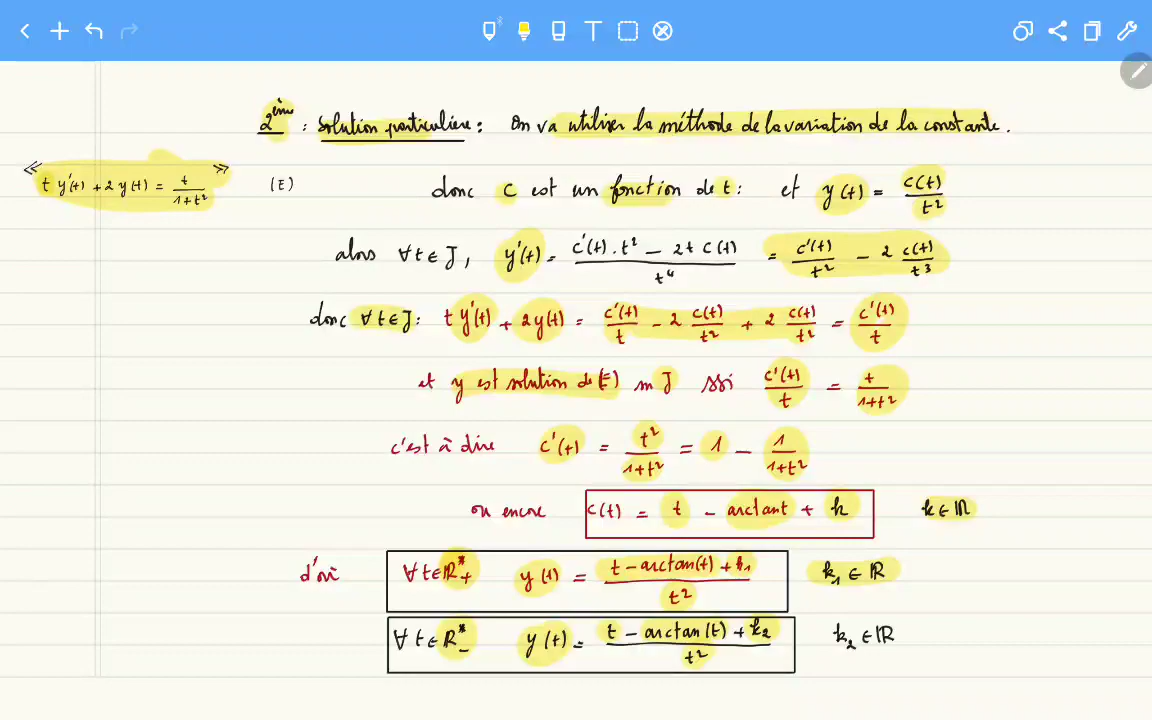 2ème : Solution particulière : On va utiliser la méthode de la variation de la constante.
« t y'(t) + 2 y(t) = t/(1+t²) » (E) donc C est un fonction de t : et y(t) = C(t)/t²
alors ∀t∈J, y'(t) = (C'(t).t² − 2t C(t))/t⁴ = C'(t)/t² − 2 C(t)/t³
donc ∀t∈J : t y'(t) + 2y(t) = C'(t)/t − 2 C(t)/t² + 2 C(t)/t² = C'(t)/t
et y est solution de (E) sur J ssi C'(t)/t = t/(1+t²)
c'est à dire C'(t) = t²/(1+t²) = 1 − 1/(1+t²)
ou encore C(t) = t − arctant + k k∈ℝ
d'où ∀t∈ℝ*₊ y(t) = (t − arctan(t) + k₁)/t² k₁∈ℝ
∀t∈ℝ*₋ y(t) = (t − arctan(t) + k₂)/t² k₂∈ℝ